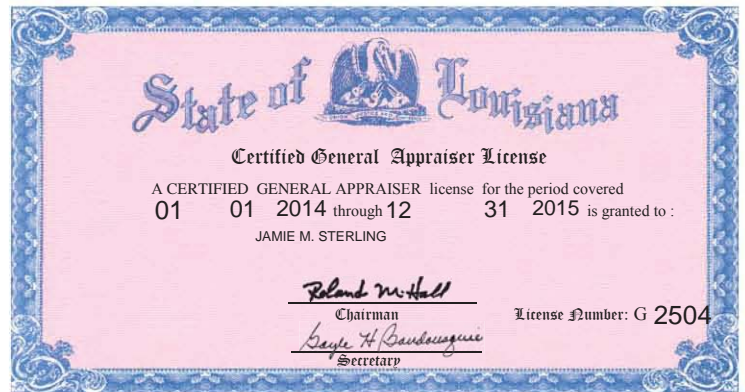 State of Louisiana
Certified General Appraiser License
A CERTIFIED GENERAL APPRAISER license for the period covered
01 01 2014 through 12 31 2015 is granted to :
JAMIE M. STERLING
Roland M. Hall
Chairman
License Number: G 2504
Gayle H
Secretary